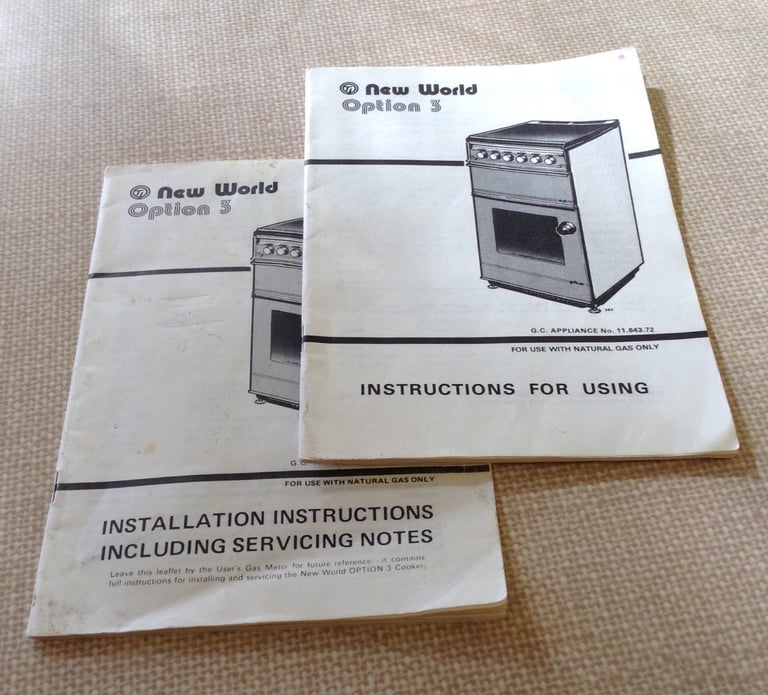 New World
Option 3
G.C. APPLIANCE No. 11.643.72
FOR USE WITH NATURAL GAS ONLY
INSTRUCTIONS FOR USING
New World
Option 3
G.
FOR USE WITH NATURAL GAS ONLY
INSTALLATION INSTRUCTIONS
INCLUDING SERVICING NOTES
Leave this leaflet by the User's Gas Meter for future reference - it contains
full instructions for installing and servicing the New World OPTION 3 Cooker.